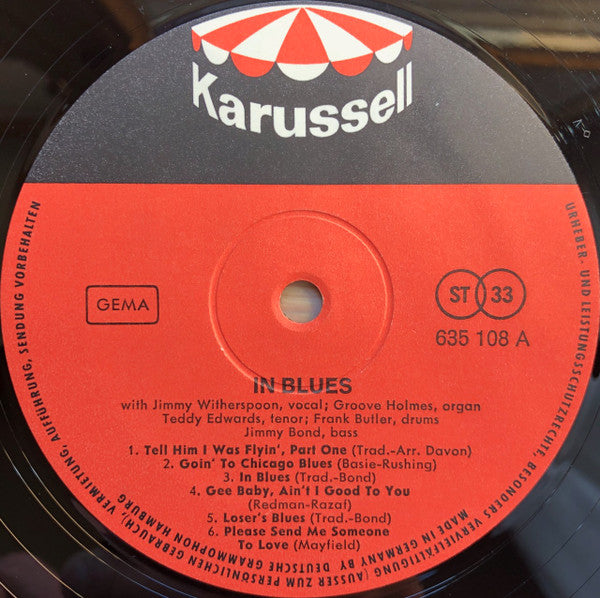 Karussell
GEMA
ST 33
635 108 A
IN BLUES
with Jimmy Witherspoon, vocal; Groove Holmes, organ
Teddy Edwards, tenor; Frank Butler, drums
Jimmy Bond, bass
1. Tell Him I Was Flyin', Part One (Trad.-Arr. Davon)
2. Goin' To Chicago Blues (Basie-Rushing)
3. In Blues (Trad.-Bond)
4. Gee Baby, Ain't I Good To You
(Redman-Razaf)
5. Loser's Blues (Trad.-Bond)
6. Please Send Me Someone
To Love (Mayfield)
URHEBER- UND LEISTUNGSSCHUTZRECHTE, BESONDERS VERVIELFÄLTIGUNG (AUSSER ZUM PERSÖNLICHEN GEBRAUCH), VERMIETUNG, AUFFÜHRUNG, SENDUNG VORBEHALTEN
MADE IN GERMANY BY DEUTSCHE GRAMMOPHON HAMBURG